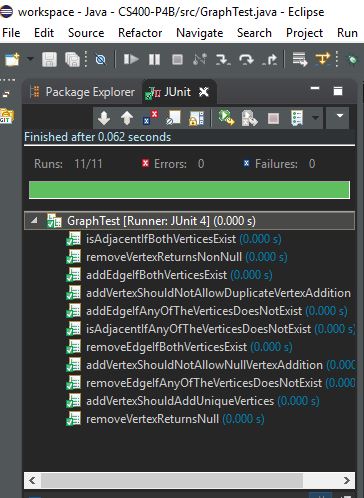 workspace - Java - CS400-P4B/src/GraphTest.java - Eclipse
File Edit Source Refactor Navigate Search Project Run
Package Explorer JUnit
Finished after 0.062 seconds
Runs: 11/11 Errors: 0 Failures: 0
GraphTest [Runner: JUnit 4] (0.000 s)
isAdjacentIfBothVerticesExist (0.000 s)
removeVertexReturnsNonNull (0.000 s)
addEdgeIfBothVerticesExist (0.000 s)
addVertexShouldNotAllowDuplicateVertexAddition
addEdgeIfAnyOfTheVerticesDoesNotExist (0.000 s)
isAdjacentIfAnyOfTheVerticesDoesNotExist (0.000 s)
removeEdgeIfBothVerticesExist (0.000 s)
addVertexShouldNotAllowNullVertexAddition (0.000 s)
removeEdgeIfAnyOfTheVerticesDoesNotExist (0.000 s)
addVertexShouldAddUniqueVertices (0.000 s)
removeVertexReturnsNull (0.000 s)